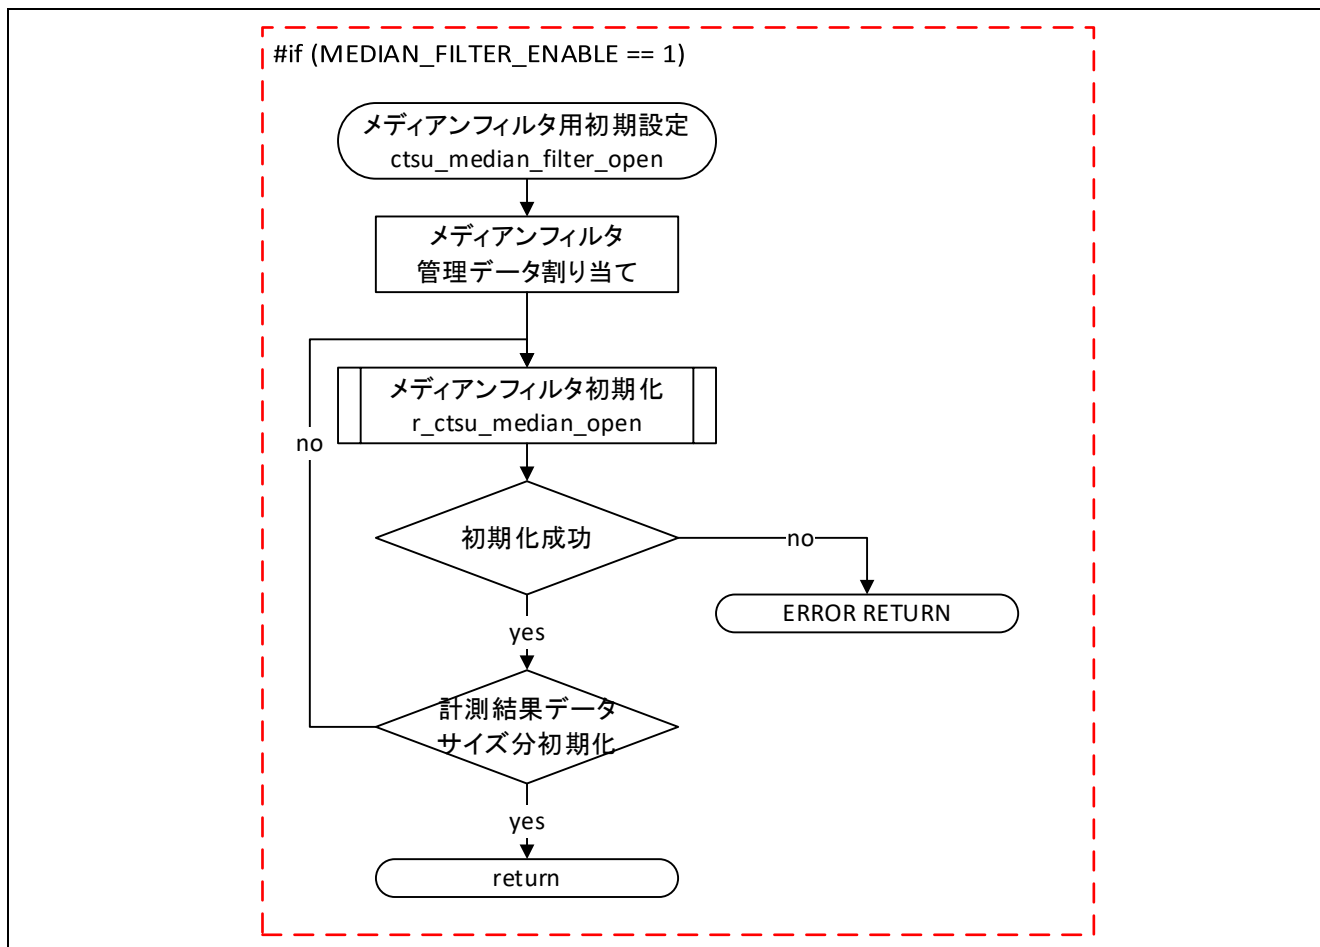 #if (MEDIAN_FILTER_ENABLE == 1)
メディアンフィルタ用初期設定
ctsu_median_filter_open
メディアンフィルタ
管理データ割り当て
メディアンフィルタ初期化
r_ctsu_median_open
no
初期化成功
no
ERROR RETURN
yes
計測結果データ
サイズ分初期化
yes
return